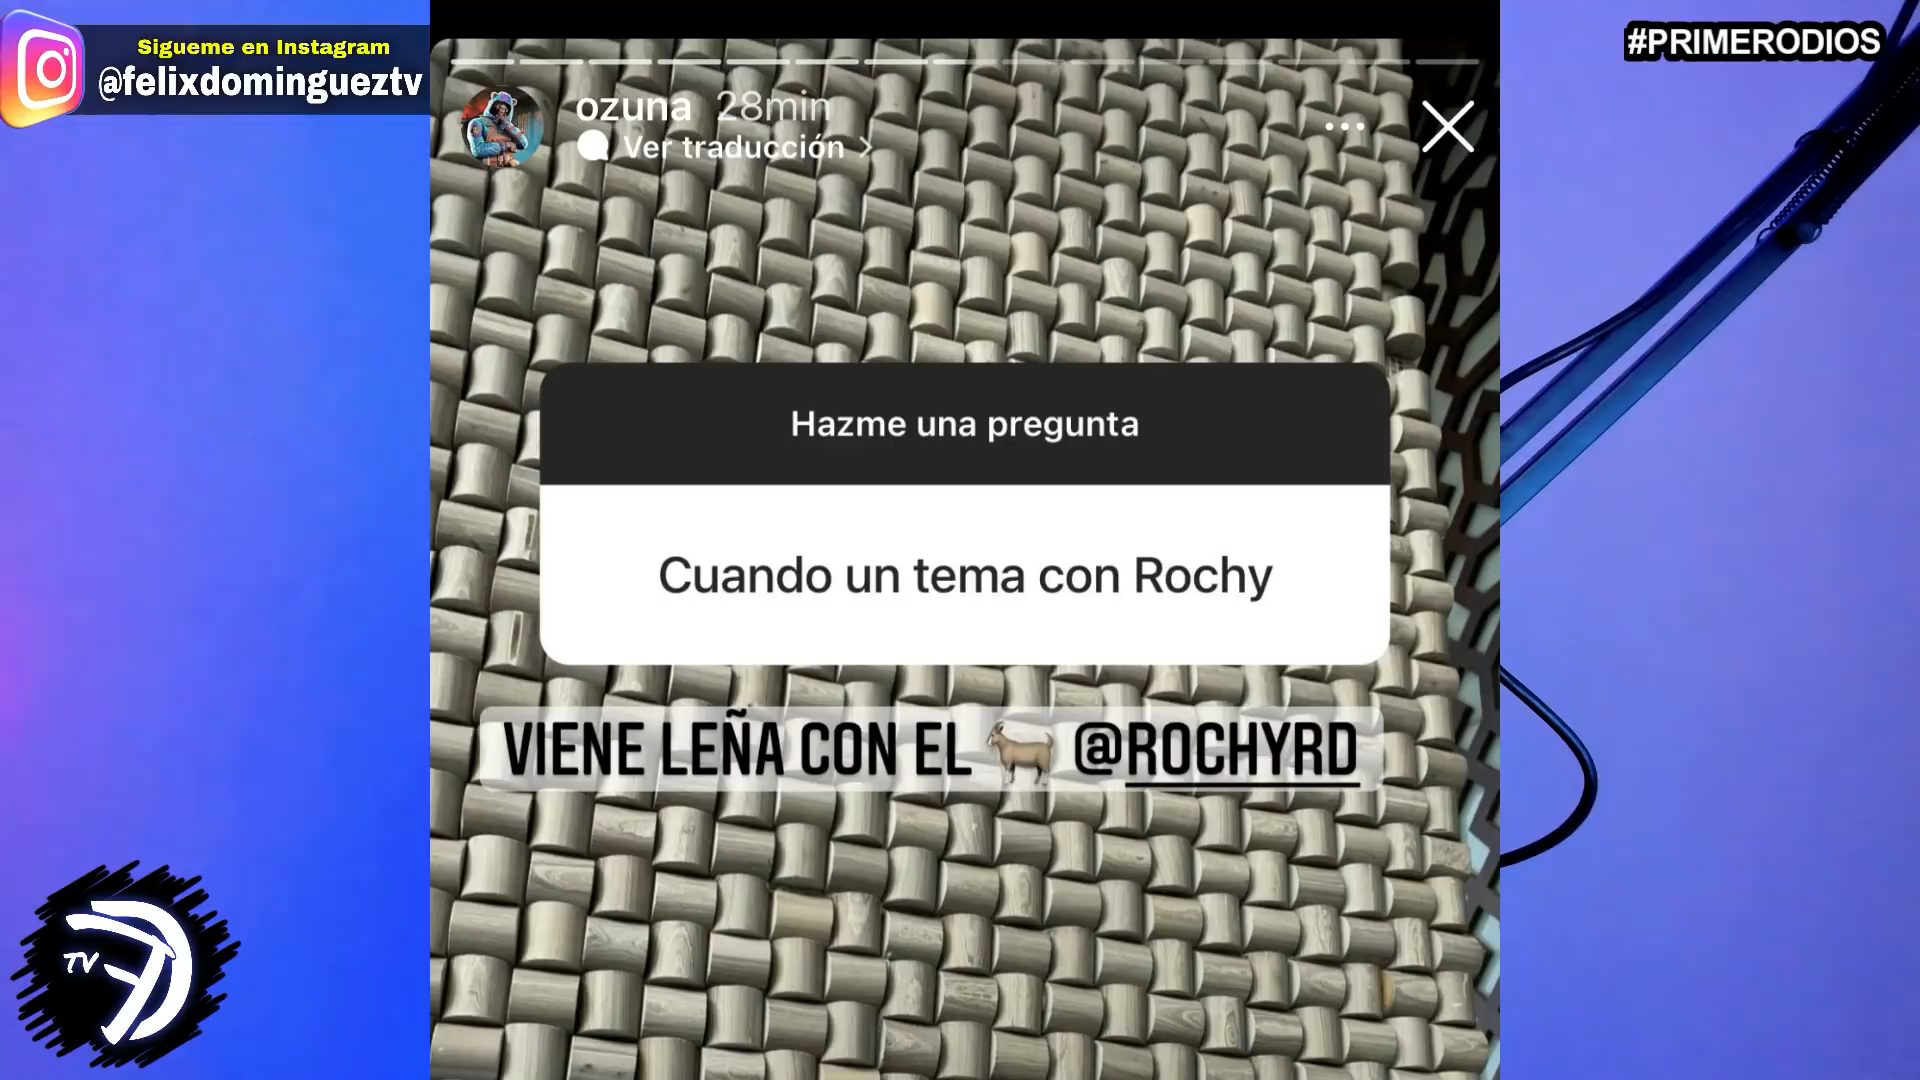 Sigueme en Instagram
@felixdomingueztv
#PRIMERODIOS
ozuna 28min
Ver traducción
Hazme una pregunta
Cuando un tema con Rochy
VIENE LEÑA CON EL 🐐 @ROCHYRD
TV